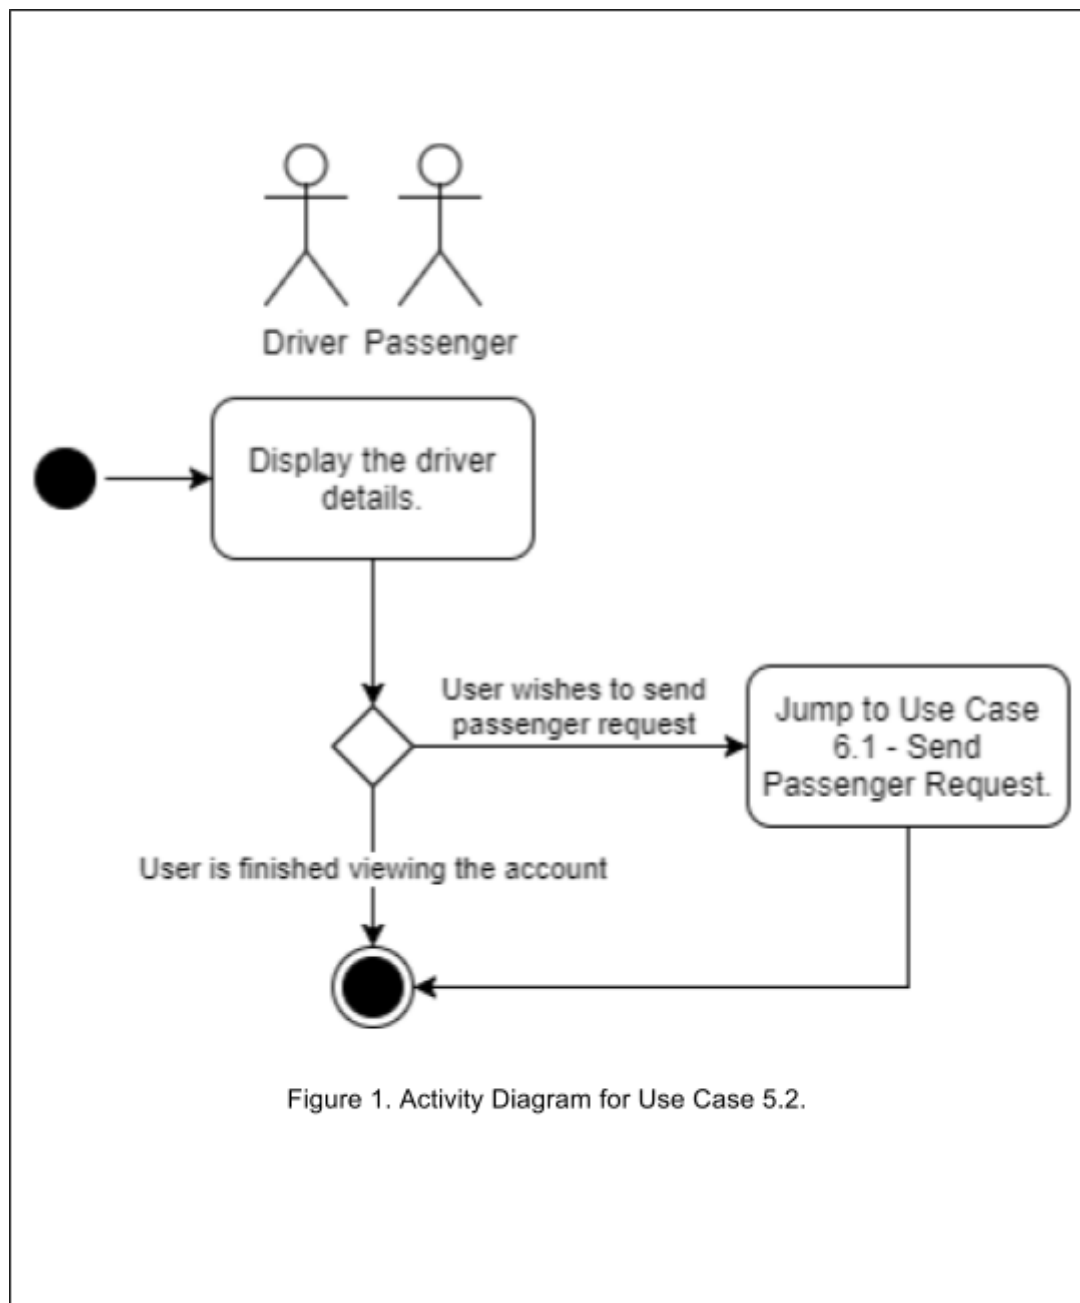 Driver Passenger
Display the driver
details.
User wishes to send
passenger request
Jump to Use Case
6.1 - Send
Passenger Request.
User is finished viewing the account
Figure 1. Activity Diagram for Use Case 5.2.